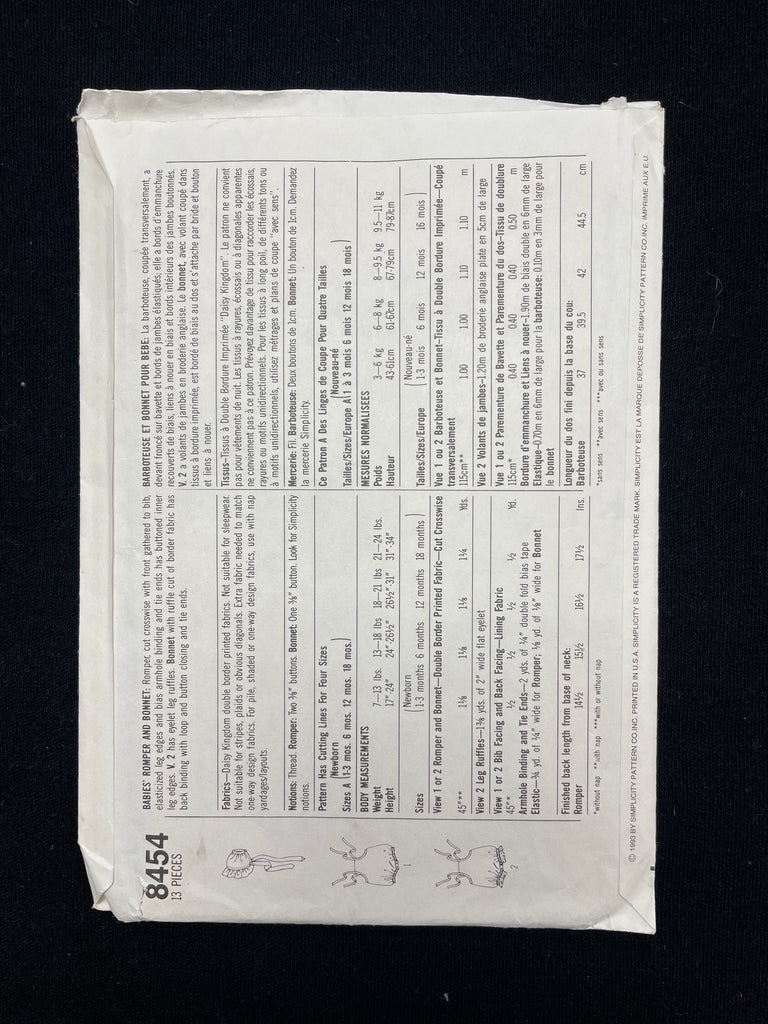 8454
13 PIECES
BABIES' ROMPER AND BONNET: Romper, cut crosswise with front gathered to bib,
elasticized leg edges and bias armhole binding and tie ends has buttoned inner
leg edges. V. 2 has eyelet leg ruffles. Bonnet with ruffle cut of border fabric has
back binding with loop and button closing and tie ends.
Fabrics—Daisy Kingdom double border printed fabrics. Not suitable for sleepwear.
Not suitable for stripes, plaids or obvious diagonals. Extra fabric needed to match
one-way design fabrics. For pile, shaded or one-way design fabrics, use with nap
yardages/layouts.
Notions: Thread. Romper: Two 3/8" buttons. Bonnet: One 3/8" button. Look for Simplicity
notions.
Pattern Has Cutting Lines For Four Sizes
(Newborn )
Sizes A (1-3 mos. 6 mos. 12 mos. 18 mos.)
BODY MEASUREMENTS
Weight 7—13 lbs. 13—18 lbs 18—21 lbs 21—24 lbs.
Height 17"-24" 24"-26½" 26½"-31" 31"-34"
(Newborn )
Sizes (1-3 months 6 months 12 months 18 months )
View 1 or 2 Romper and Bonnet—Double Border Printed Fabric—Cut Crosswise
45"** 1⅛ 1⅛ 1⅛ 1¼ Yds.
View 2 Leg Ruffles—1⅜ yds. of 2" wide flat eyelet
View 1 or 2 Bib Facing and Back Facing—Lining Fabric
45"* ½ ½ ½ ½ Yd.
Armhole Binding and Tie Ends—2 yds. of ¼" double fold bias tape
Elastic—¾ yd. of ¼" wide for Romper; ⅛ yd. of ⅛" wide for Bonnet
Finished back length from base of neck:
Romper 14½ 15½ 16½ 17½ Ins.
*without nap **with nap ***with or without nap
1
2
BARBOTEUSE ET BONNET POUR BEBE: La barboteuse, coupée transversalement, a
devant froncé sur bavette et bords de jambes élastiqués; elle a bords d'emmanchure
recouverts de biais, liens à nouer en biais et bords intérieurs des jambes boutonnés.
V. 2 a volants de jambes en broderie anglaise. Le bonnet, avec volant coupé dans
tissus à bordure imprimée, est bordé de biais au dos et s'attache par bride et bouton
et liens à nouer.
Tissus—Tissus à Double Bordure Imprimée "Daisy Kingdom". Le patron ne convient
pas pour vêtements de nuit. Les tissus à rayures, écossais ou à diagonales apparentes
ne conviennent pas à ce patron. Prévoyez davantage de tissu pour raccorder les écossais,
rayures ou motifs unidirectionnels. Pour les tissus à long poil, de différents tons ou
à motifs unidirectionnels, utilisez métrages et plans de coupe "avec sens".
Mercerie: Fil. Barboteuse: Deux boutons de 1cm. Bonnet: Un bouton de 1cm. Demandez
la mercerie Simplicity.
Ce Patron A Des Lignes de Coupe Pour Quatre Tailles
(Nouveau-né )
Tailles/Sizes/Europe A(1 à 3 mois 6 mois 12 mois 18 mois)
MESURES NORMALISEES
Poids 3—6 kg 6—8 kg 8—9.5 kg 9.5—11 kg
Hauteur 43-61cm 61-67cm 67-79cm 79-87cm
(Nouveau-né )
Tailles/Sizes/Europe (1-3 mois 6 mois 12 mois 16 mois )
Vue 1 ou 2 Barboteuse et Bonnet—Tissu à Double Bordure Imprimée—Coupé
transversalement
115cm** 1.00 1.00 1.10 1.10 m
Vue 2 Volants de jambes—1.20m de broderie anglaise plate en 5cm de large
Vue 1 ou 2 Parementure de Bavette et Parementure du dos—Tissu de doublure
115cm* 0.40 0.40 0.40 0.50 m
Bordure d'emmanchure et Liens à nouer—1.90m de biais double en 6mm de large
Elastique—0.70m en 6mm de large pour la barboteuse; 0.10m en 3mm de large pour
le bonnet
Longueur du dos fini depuis la base du cou:
Barboteuse 37 39.5 42 44.5 cm
*sans sens **avec sens ***avec ou sans sens
© 1993 BY SIMPLICITY PATTERN CO.INC. PRINTED IN U.S.A. SIMPLICITY IS A REGISTERED TRADE MARK. SIMPLICITY EST LA MARQUE DEPOSSE DE SIMPLICITY PATTERN CO.INC. IMPRIME AUX E.U.